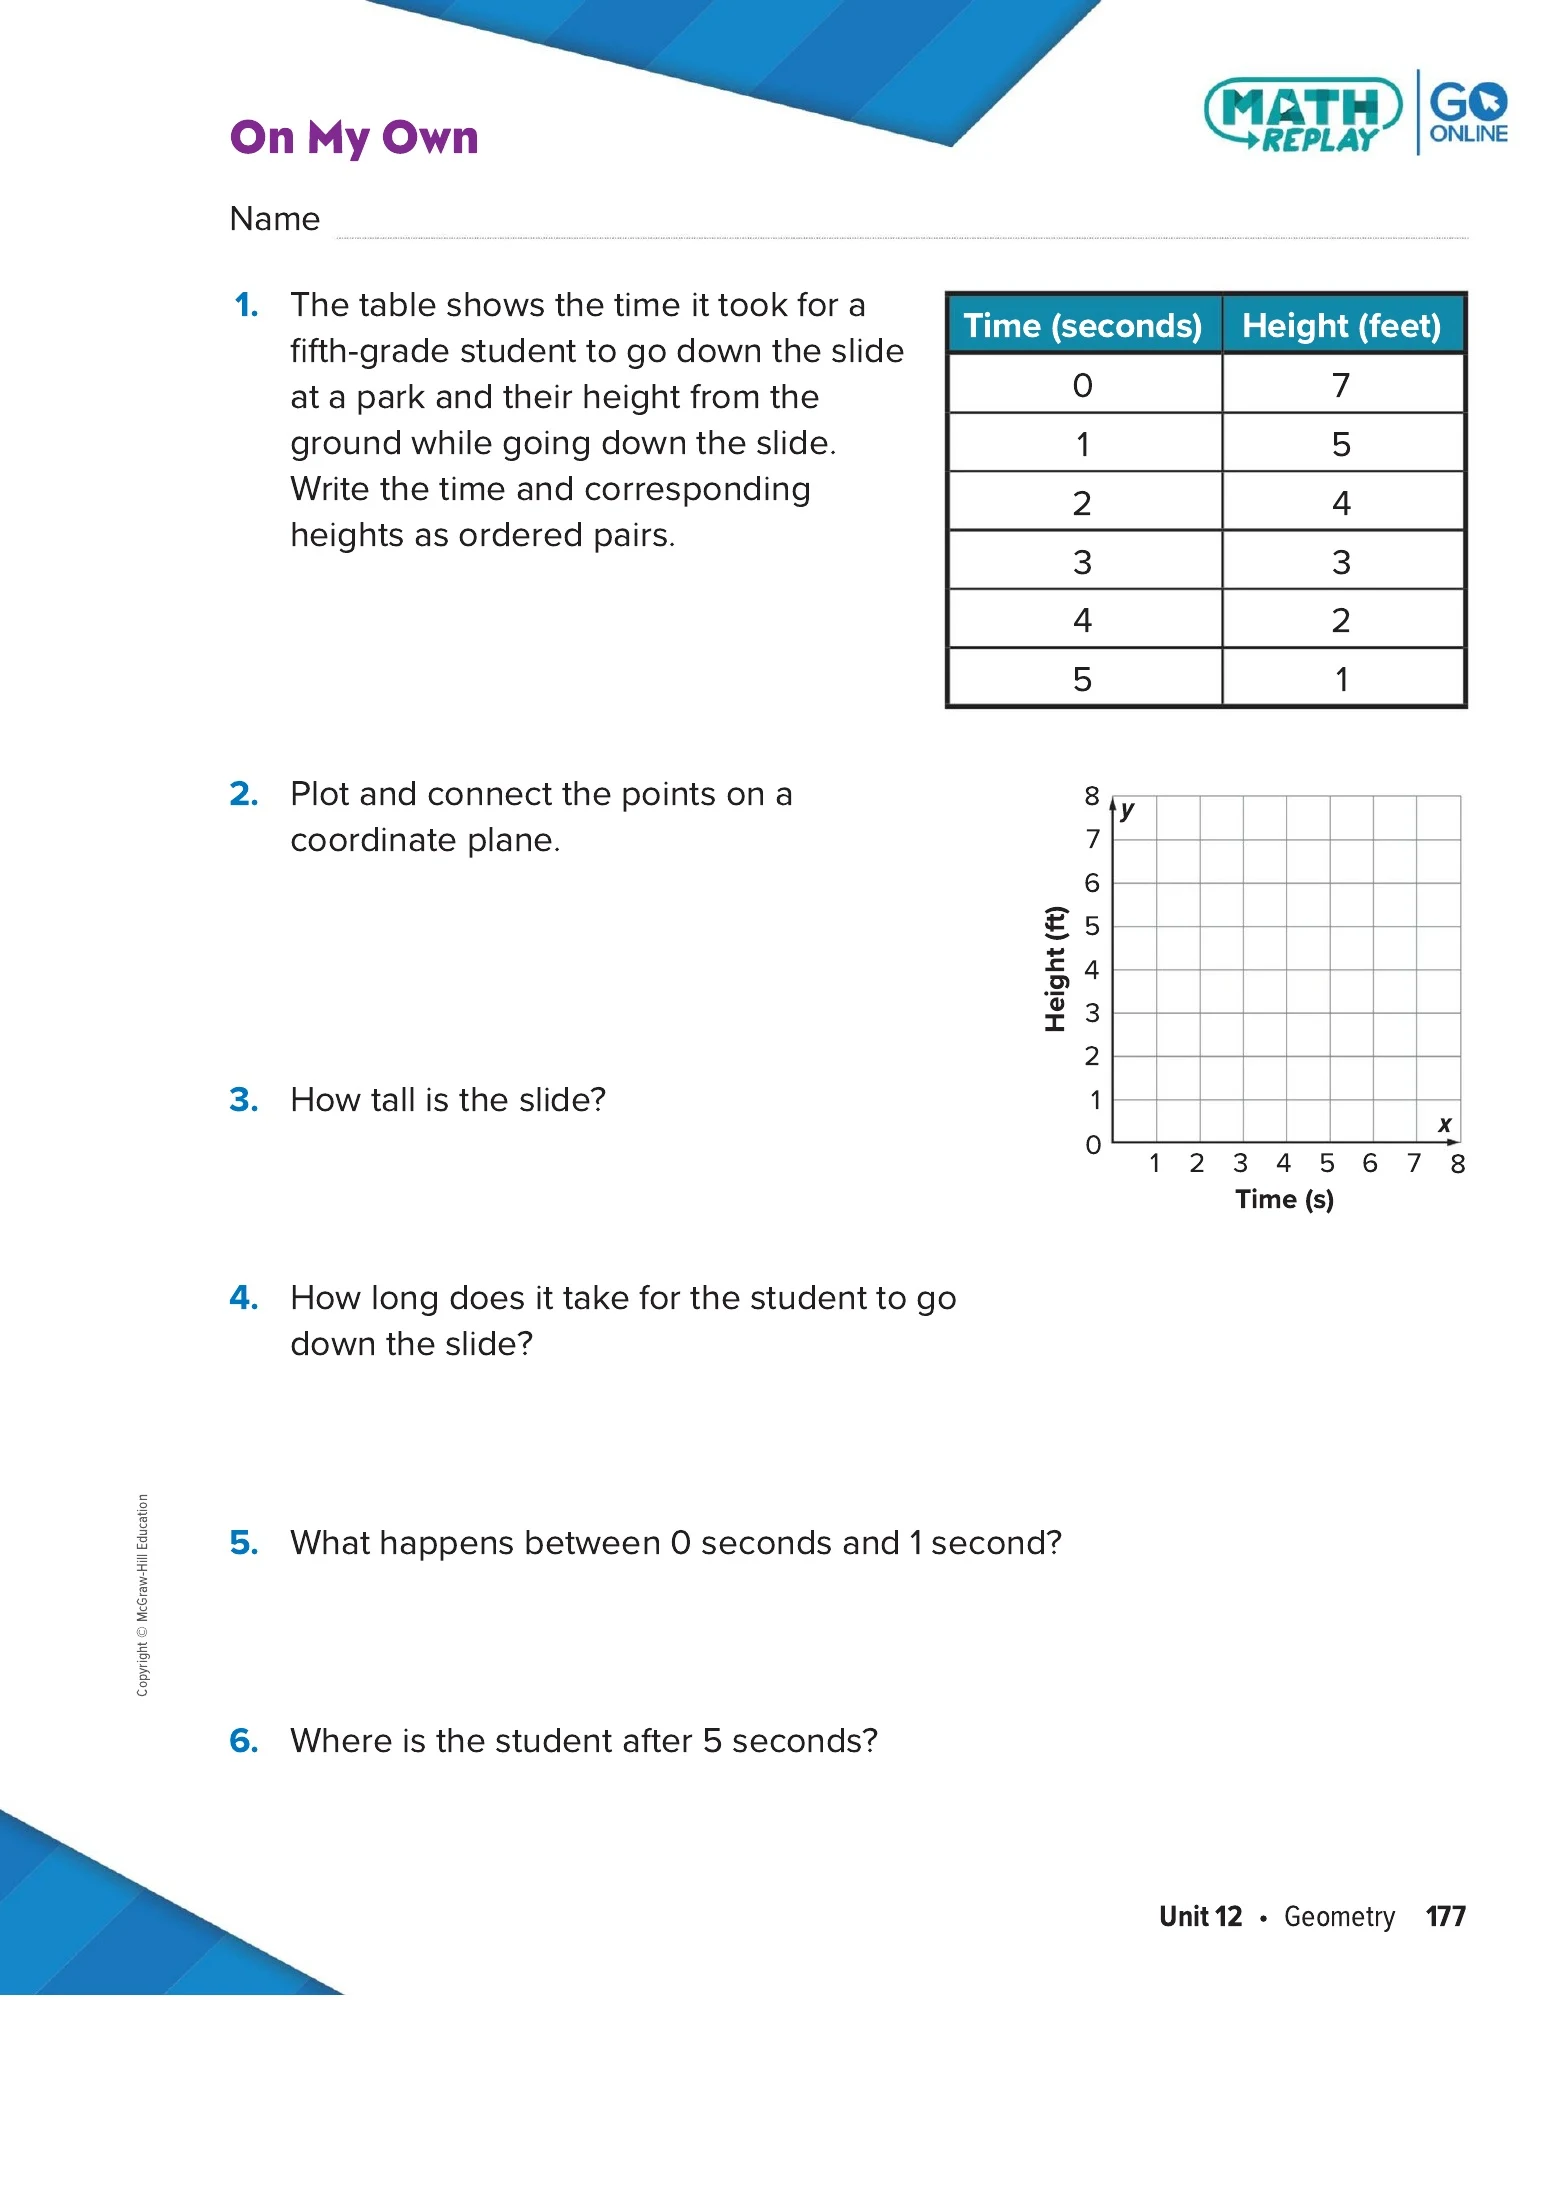 MATH
REPLAY
GO
ONLINE
On My Own
Name
1. The table shows the time it took for a
fifth-grade student to go down the slide
at a park and their height from the
ground while going down the slide.
Write the time and corresponding
heights as ordered pairs.
Time (seconds) Height (feet)
0 7
1 5
2 4
3 3
4 2
5 1
2. Plot and connect the points on a
coordinate plane.
8 y
7
6
5
4
3
2
1
0
Height (ft)
x
1 2 3 4 5 6 7 8
Time (s)
3. How tall is the slide?
4. How long does it take for the student to go
down the slide?
5. What happens between 0 seconds and 1 second?
6. Where is the student after 5 seconds?
Copyright © McGraw-Hill Education
Unit 12 • Geometry 177